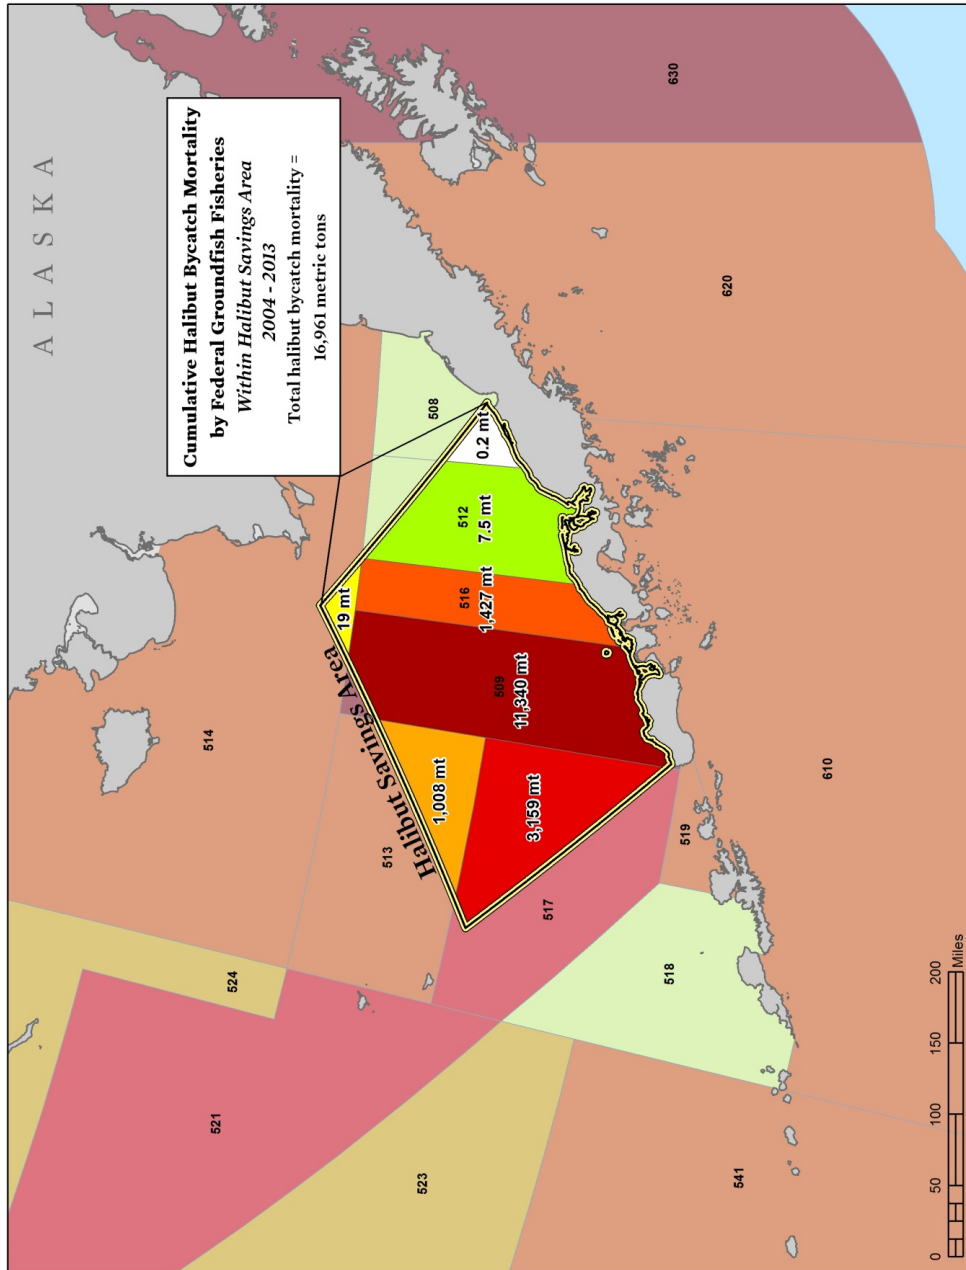 ALASKA
Cumulative Halibut Bycatch Mortality
by Federal Groundfish Fisheries
Within Halibut Savings Area
2004 - 2013
Total halibut bycatch mortality =
16,961 metric tons
630
620
508
514
524
521
513
Halibut Savings Area
19 mt
0.2 mt
512
7.5 mt
516
1,427 mt
509
11,340 mt
1,008 mt
3,159 mt
517
519
518
523
541
610
0 50 100 150 200
Miles